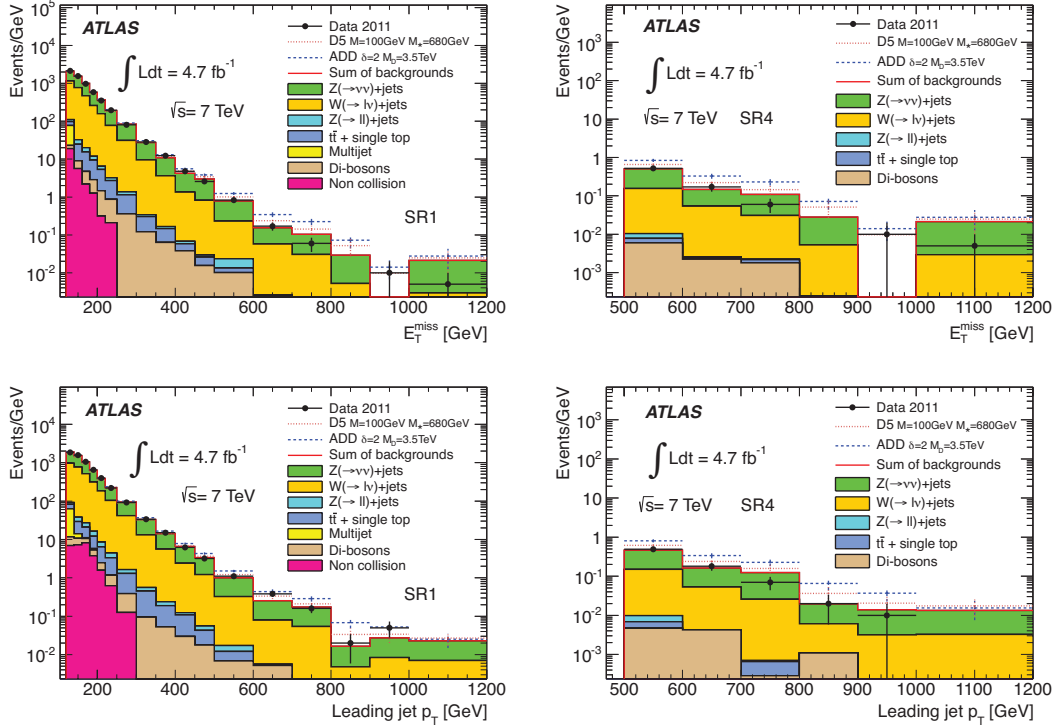 Events/GeV
10⁵
10⁴
10³
10²
10
1
10⁻¹
10⁻²
ATLAS
∫ Ldt = 4.7 fb⁻¹
√s= 7 TeV
Data 2011
D5 M=100GeV M*=680GeV
ADD δ=2 M_D=3.5TeV
Sum of backgrounds
Z(→νν)+jets
W(→lν)+jets
Z(→ ll)+jets
tt̄ + single top
Multijet
Di-bosons
Non collision
SR1
200 400 600 800 1000 1200
E_T^miss [GeV]
Events/GeV
10³
10²
10
1
10⁻¹
10⁻²
10⁻³
ATLAS
∫ Ldt = 4.7 fb⁻¹
√s= 7 TeV SR4
Data 2011
D5 M=100GeV M*=680GeV
ADD δ=2 M_D=3.5TeV
Sum of backgrounds
Z(→νν)+jets
W(→lν)+jets
Z(→ ll)+jets
tt̄ + single top
Di-bosons
500 600 700 800 900 1000 1100 1200
E_T^miss [GeV]
Events/GeV
10⁴
10³
10²
10
1
10⁻¹
10⁻²
ATLAS
∫ Ldt = 4.7 fb⁻¹
√s= 7 TeV
Data 2011
D5 M=100GeV M*=680GeV
ADD δ=2 M_D=3.5TeV
Sum of backgrounds
Z(→νν)+jets
W(→lν)+jets
Z(→ ll)+jets
tt̄ + single top
Multijet
Di-bosons
Non collision
SR1
200 400 600 800 1000 1200
Leading jet p_T [GeV]
Events/GeV
10³
10²
10
1
10⁻¹
10⁻²
10⁻³
ATLAS
∫ Ldt = 4.7 fb⁻¹
√s= 7 TeV SR4
Data 2011
D5 M=100GeV M*=680GeV
ADD δ=2 M_D=3.5TeV
Sum of backgrounds
Z(→νν)+jets
W(→lν)+jets
Z(→ ll)+jets
tt̄ + single top
Di-bosons
500 600 700 800 900 1000 1100 1200
Leading jet p_T [GeV]